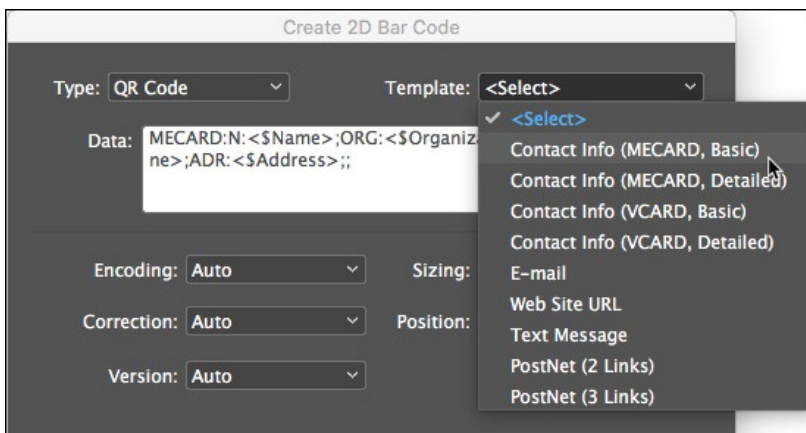 Create 2D Bar Code
Type: QR Code Template: <Select>
<Select>
Data: MECARD:N:<$Name>;ORG:<$Organiz
ne>;ADR:<$Address>;;
Contact Info (MECARD, Basic)
Contact Info (MECARD, Detailed)
Contact Info (VCARD, Basic)
Contact Info (VCARD, Detailed)
Encoding: Auto Sizing:
E-mail
Web Site URL
Correction: Auto Position:
Text Message
PostNet (2 Links)
Version: Auto
PostNet (3 Links)